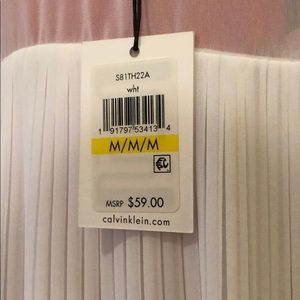 S81TH22A
wht
1 91797 53413 4
M/M/M
MSRP $59.00
calvinklein.com